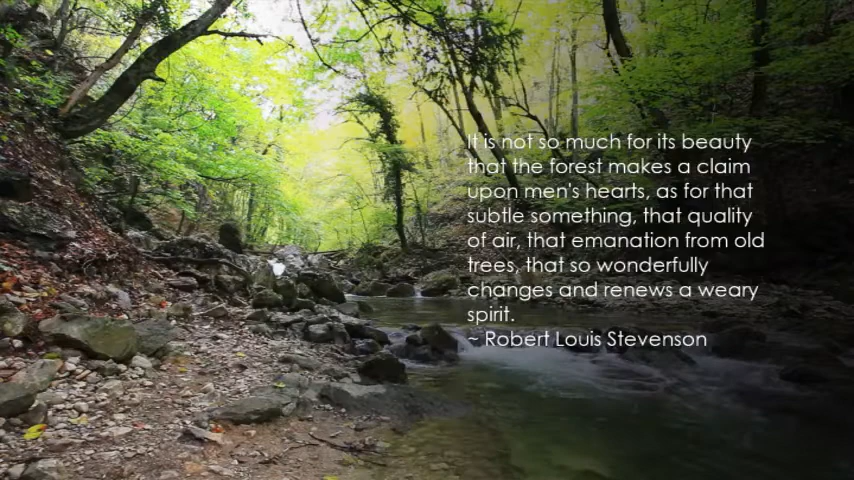 It is not so much for its beauty
that the forest makes a claim
upon men's hearts, as for that
subtle something, that quality
of air, that emanation from old
trees, that so wonderfully
changes and renews a weary
spirit.
~ Robert Louis Stevenson